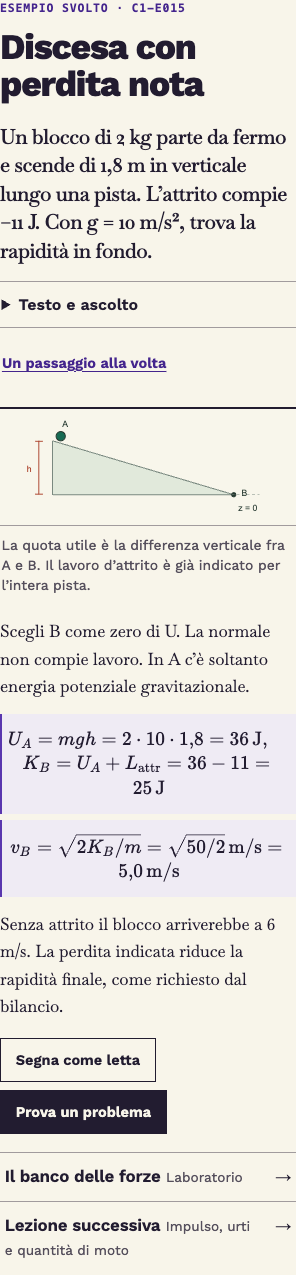 ESEMPIO SVOLTO · C1–E015
Discesa con
perdita nota
Un blocco di 2 kg parte da fermo
e scende di 1,8 m in verticale
lungo una pista. L’attrito compie
−11 J. Con g = 10 m/s², trova la
rapidità in fondo.
▶ Testo e ascolto
Un passaggio alla volta
A
h
B
z = 0
La quota utile è la differenza verticale fra
A e B. Il lavoro d’attrito è già indicato per
l’intera pista.
Scegli B come zero di U. La normale
non compie lavoro. In A c’è soltanto
energia potenziale gravitazionale.
U_A = mgh = 2 · 10 · 1,8 = 36 J,
K_B = U_A + L_attr = 36 − 11 =
25 J
v_B = √(2K_B/m) = √(50/2) m/s =
5,0 m/s
Senza attrito il blocco arriverebbe a 6
m/s. La perdita indicata riduce la
rapidità finale, come richiesto dal
bilancio.
Segna come letta
Prova un problema
Il banco delle forze Laboratorio →
Lezione successiva Impulso, urti →
e quantità di moto